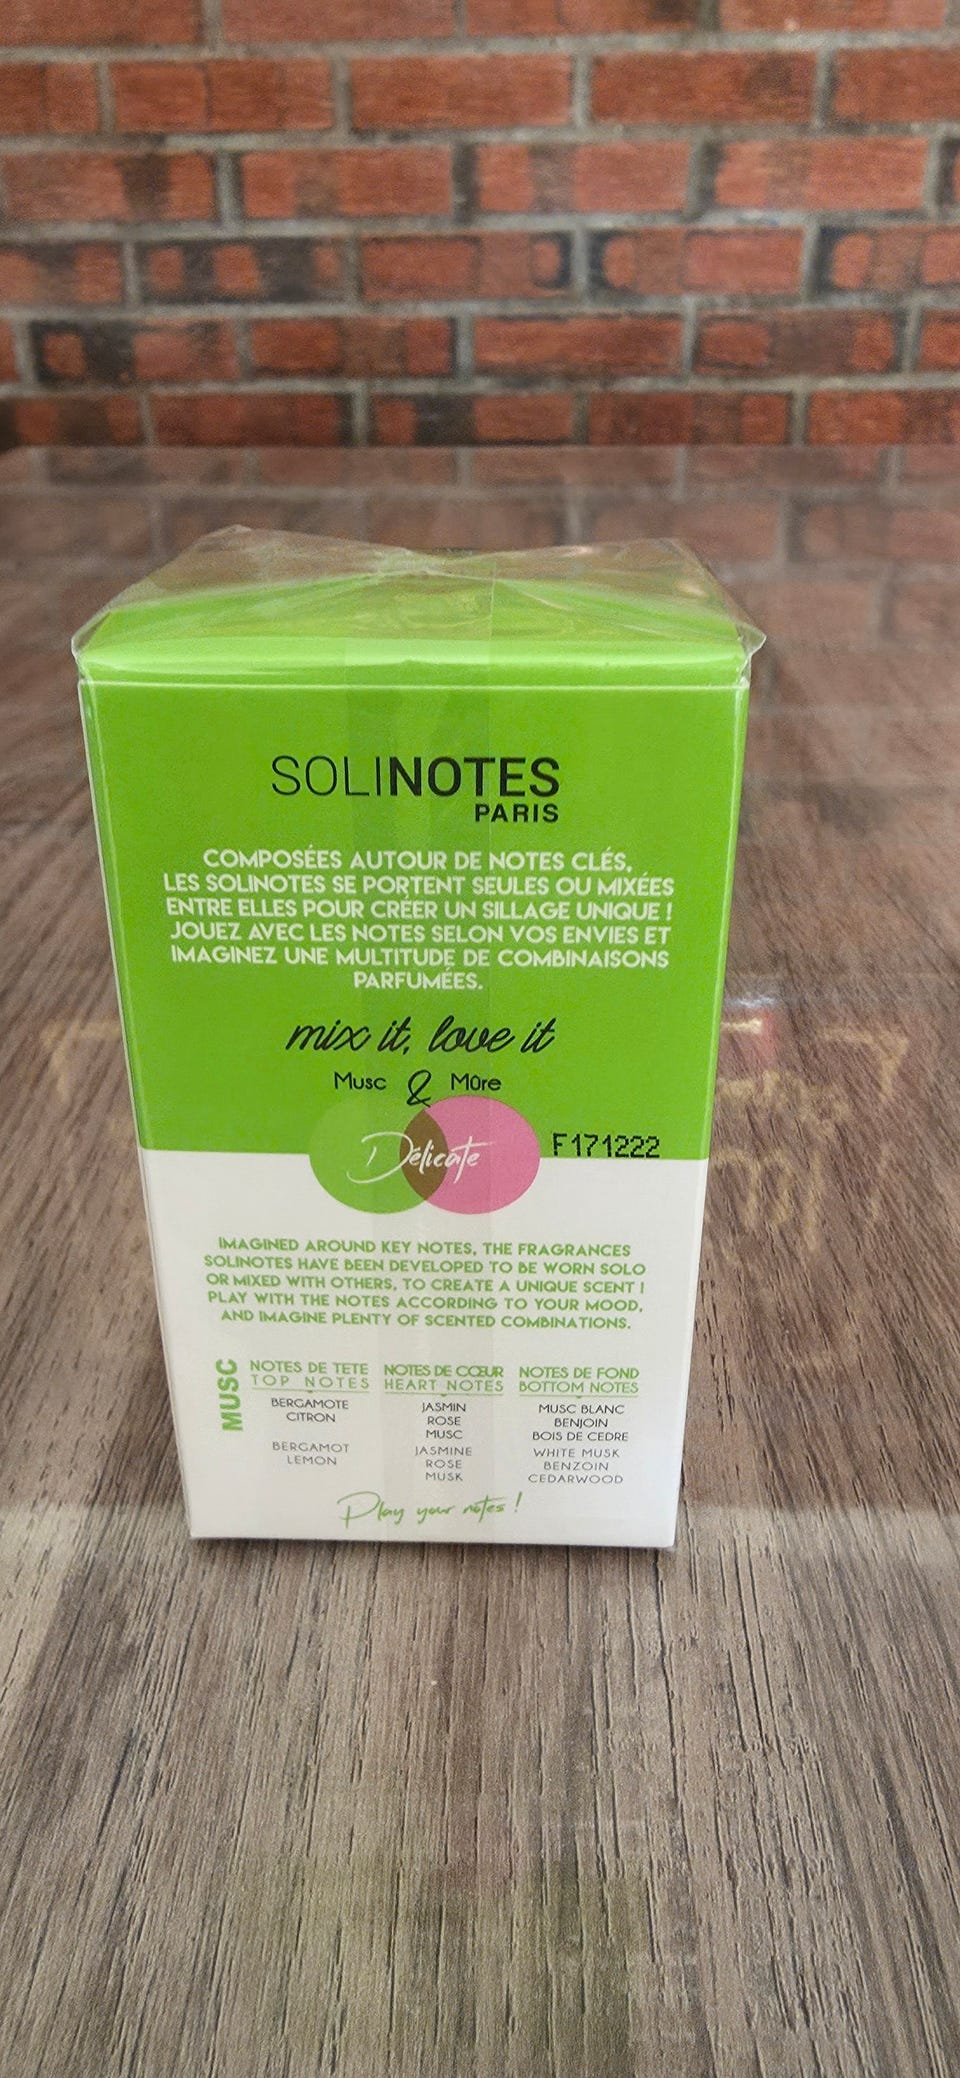 SOLINOTES
PARIS
COMPOSÉES AUTOUR DE NOTES CLÉS,
LES SOLINOTES SE PORTENT SEULES OU MIXÉES
ENTRE ELLES POUR CRÉER UN SILLAGE UNIQUE !
JOUEZ AVEC LES NOTES SELON VOS ENVIES ET
IMAGINEZ UNE MULTITUDE DE COMBINAISONS
PARFUMÉES.
mix it, love it
Musc & Mûre
Délicate
F171222
IMAGINED AROUND KEY NOTES, THE FRAGRANCES
SOLINOTES HAVE BEEN DEVELOPED TO BE WORN SOLO
OR MIXED WITH OTHERS, TO CREATE A UNIQUE SCENT !
PLAY WITH THE NOTES ACCORDING TO YOUR MOOD,
AND IMAGINE PLENTY OF SCENTED COMBINATIONS.
MUSC
NOTES DE TETE
TOP NOTES
BERGAMOTE
CITRON
BERGAMOT
LEMON
NOTES DE CŒUR
HEART NOTES
JASMIN
ROSE
MUSC
JASMINE
ROSE
MUSK
NOTES DE FOND
BOTTOM NOTES
MUSC BLANC
BENJOIN
BOIS DE CEDRE
WHITE MUSK
BENZOIN
CEDARWOOD
Play your notes !